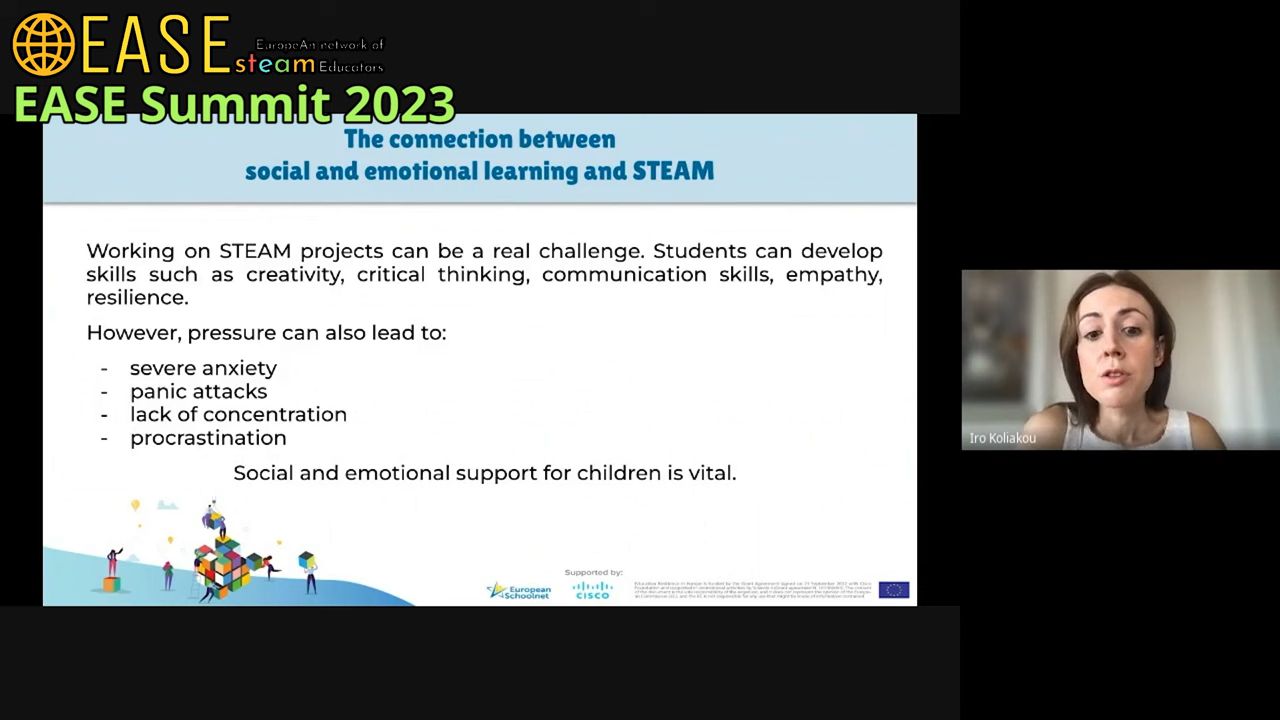 EASE
EuropeAn network of
steam Educators
EASE Summit 2023
The connection between
social and emotional learning and STEAM
Working on STEAM projects can be a real challenge. Students can develop
skills such as creativity, critical thinking, communication skills, empathy,
resilience.
However, pressure can also lead to:
- severe anxiety
- panic attacks
- lack of concentration
- procrastination
Social and emotional support for children is vital.
Supported by:
European
Schoolnet
CISCO
Iro Koliakou